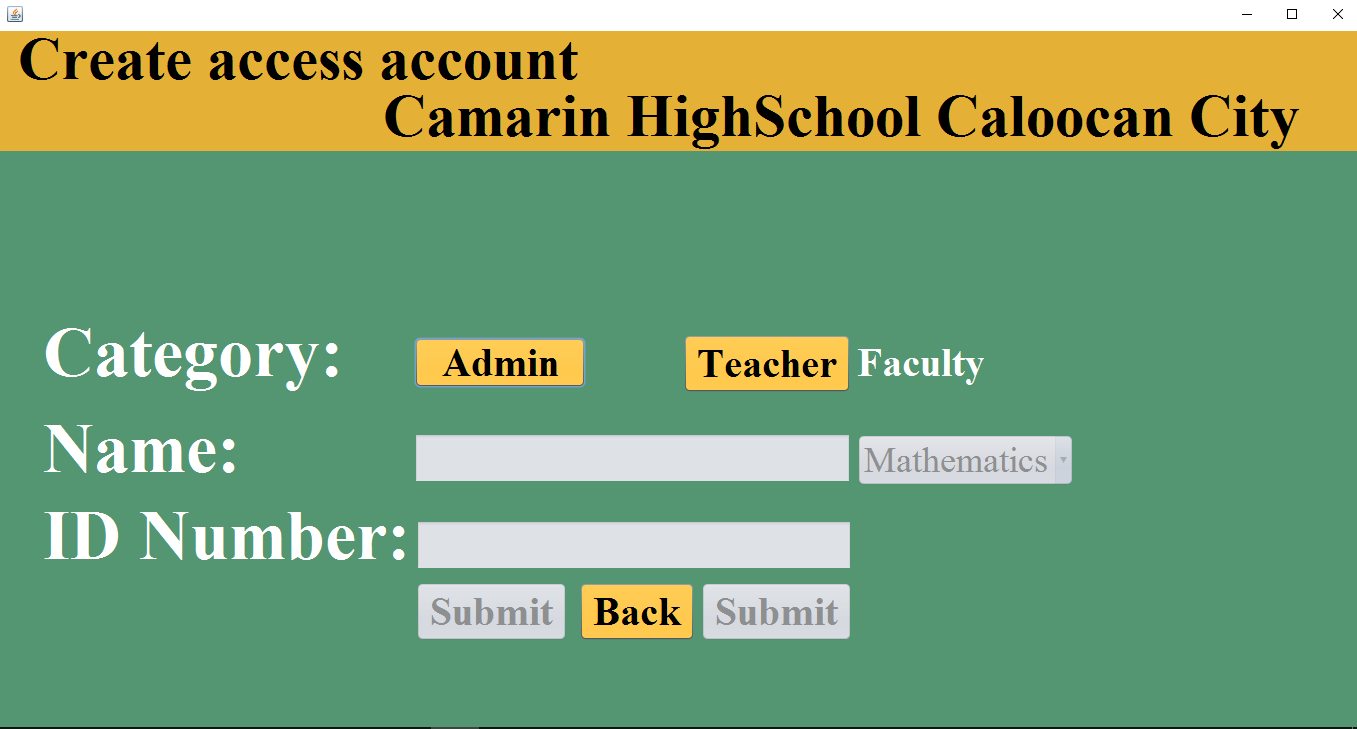 Create access account
Camarin HighSchool Caloocan City
Category:
Admin
Teacher
Faculty
Name:
Mathematics
ID Number:
Submit
Back
Submit